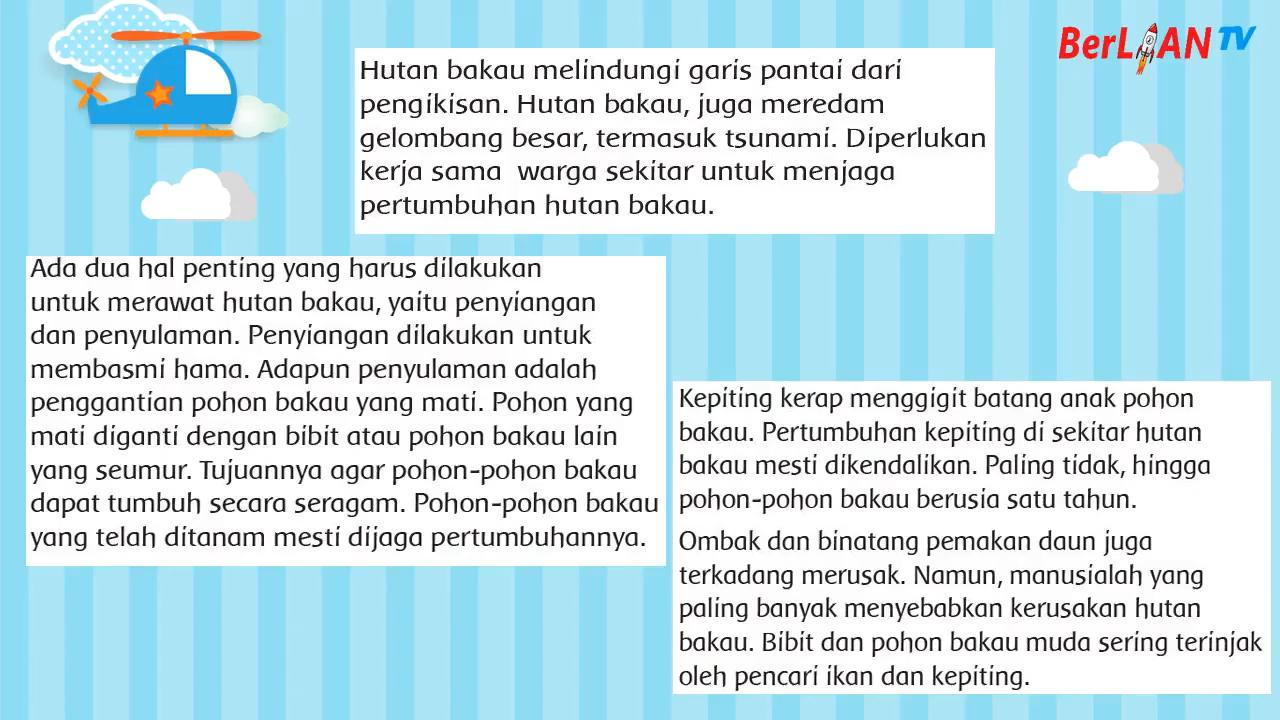 BerLIAN TV
Hutan bakau melindungi garis pantai dari
pengikisan. Hutan bakau, juga meredam
gelombang besar, termasuk tsunami. Diperlukan
kerja sama warga sekitar untuk menjaga
pertumbuhan hutan bakau.
Ada dua hal penting yang harus dilakukan
untuk merawat hutan bakau, yaitu penyiangan
dan penyulaman. Penyiangan dilakukan untuk
membasmi hama. Adapun penyulaman adalah
penggantian pohon bakau yang mati. Pohon yang
mati diganti dengan bibit atau pohon bakau lain
yang seumur. Tujuannya agar pohon-pohon bakau
dapat tumbuh secara seragam. Pohon-pohon bakau
yang telah ditanam mesti dijaga pertumbuhannya.
Kepiting kerap menggigit batang anak pohon
bakau. Pertumbuhan kepiting di sekitar hutan
bakau mesti dikendalikan. Paling tidak, hingga
pohon-pohon bakau berusia satu tahun.
Ombak dan binatang pemakan daun juga
terkadang merusak. Namun, manusialah yang
paling banyak menyebabkan kerusakan hutan
bakau. Bibit dan pohon bakau muda sering terinjak
oleh pencari ikan dan kepiting.